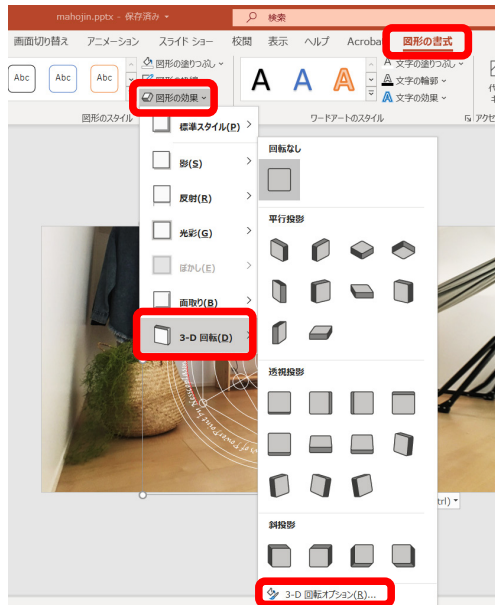 mahojin.pptx - 保存済み
検索
画面切り替え アニメーション スライド ショー 校閲 表示 ヘルプ Acroba 図形の書式
Abc Abc Abc
図形の塗りつぶし
図形の効果
A A A
文字の塗りつぶし
文字の輪郭
文字の効果
図形のスタイル
ワードアートのスタイル
アクセ
標準スタイル(P)
影(S)
反射(R)
光彩(G)
ぼかし(E)
面取り(B)
3-D 回転(D)
回転なし
平行投影
透視投影
斜投影
3-D 回転オプション(R)...
trl)